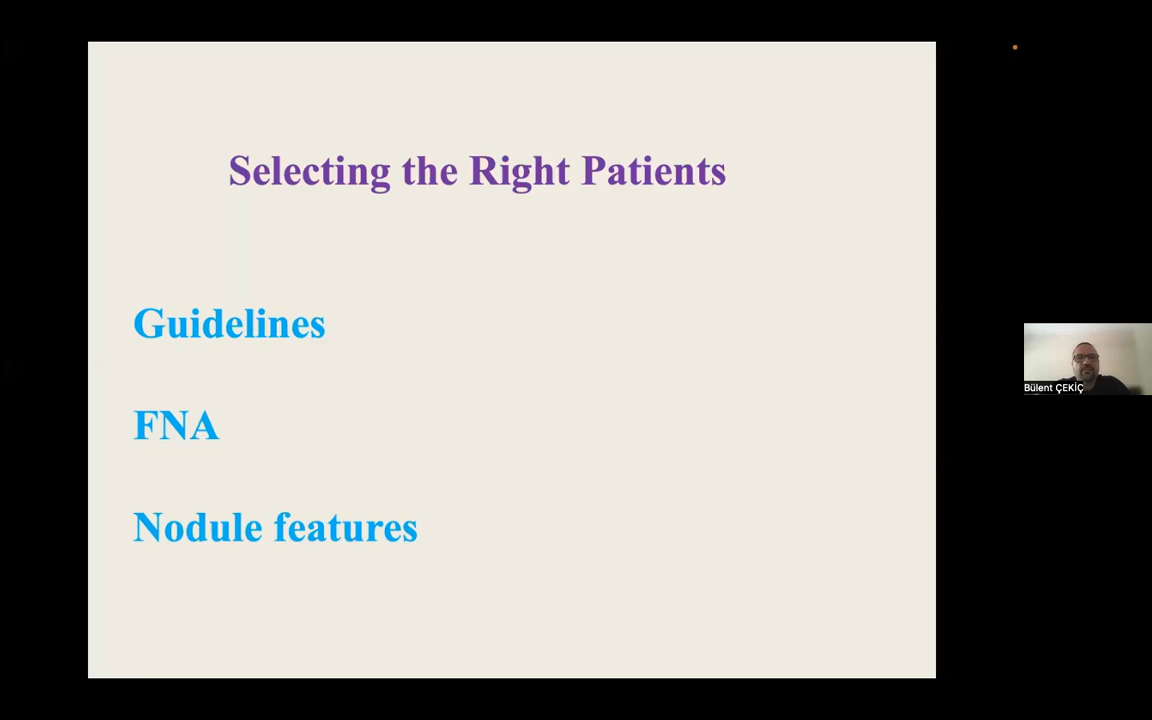 Selecting the Right Patients
Guidelines
FNA
Nodule features
Bülent ÇEKİÇ